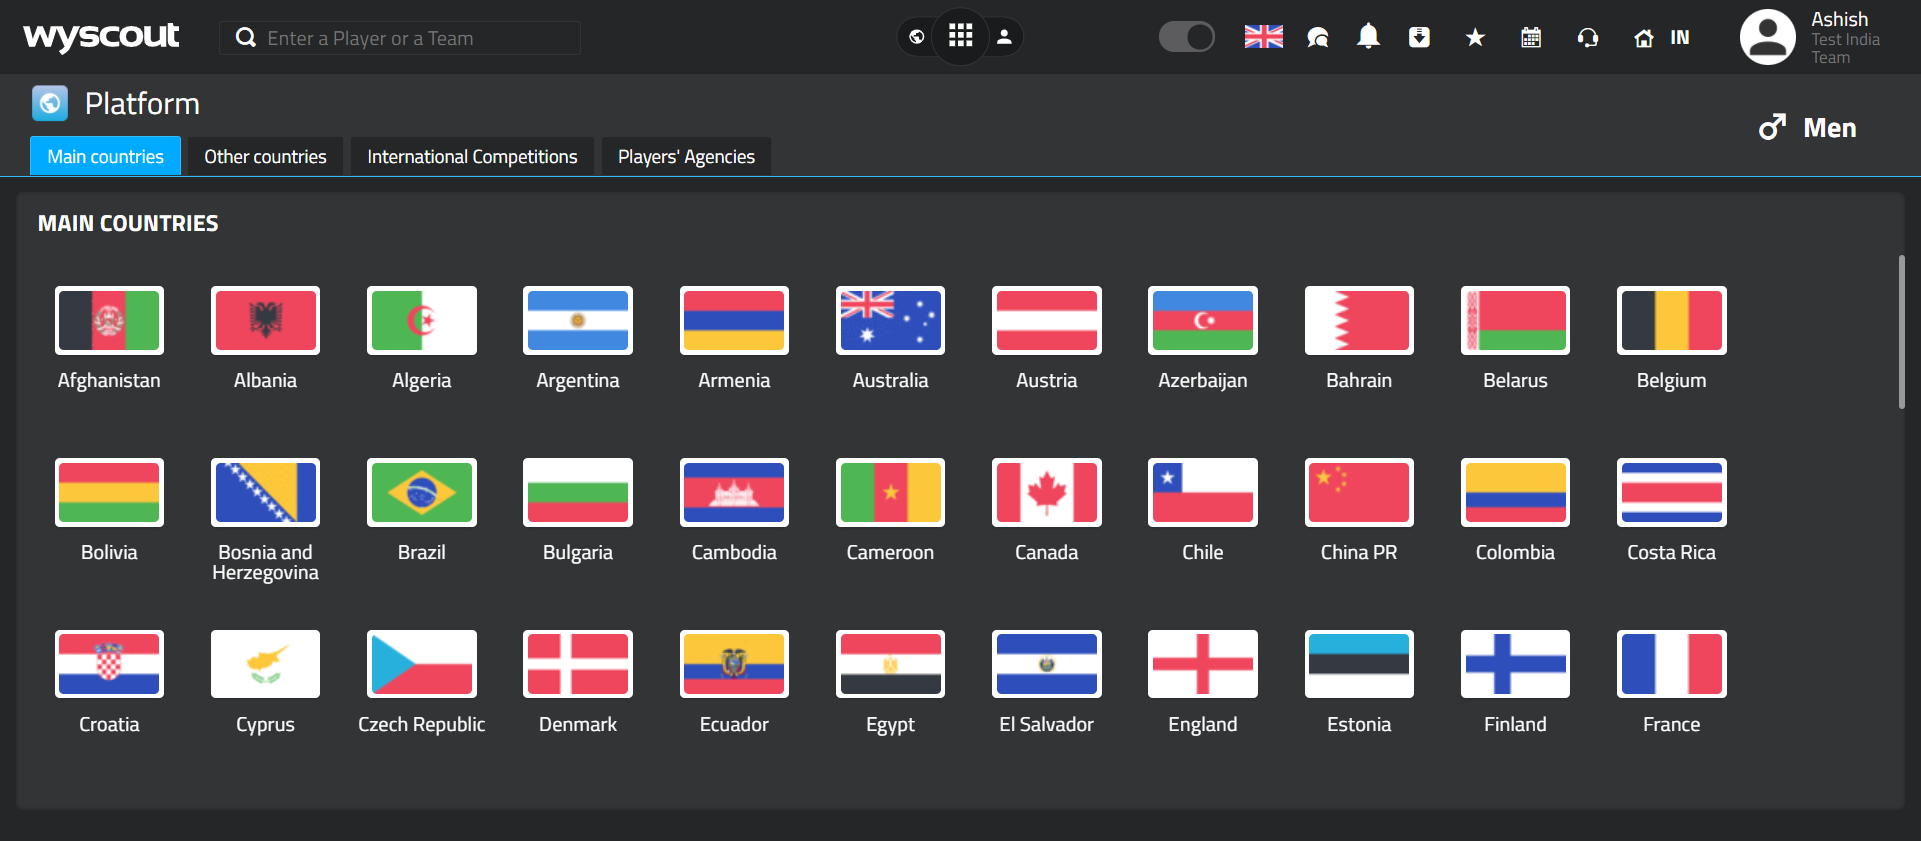 wyscout
Enter a Player or a Team
IN
Ashish
Test India
Team
Platform
Men
Main countries
Other countries
International Competitions
Players' Agencies
MAIN COUNTRIES
Afghanistan
Albania
Algeria
Argentina
Armenia
Australia
Austria
Azerbaijan
Bahrain
Belarus
Belgium
Bolivia
Bosnia and
Herzegovina
Brazil
Bulgaria
Cambodia
Cameroon
Canada
Chile
China PR
Colombia
Costa Rica
Croatia
Cyprus
Czech Republic
Denmark
Ecuador
Egypt
El Salvador
England
Estonia
Finland
France